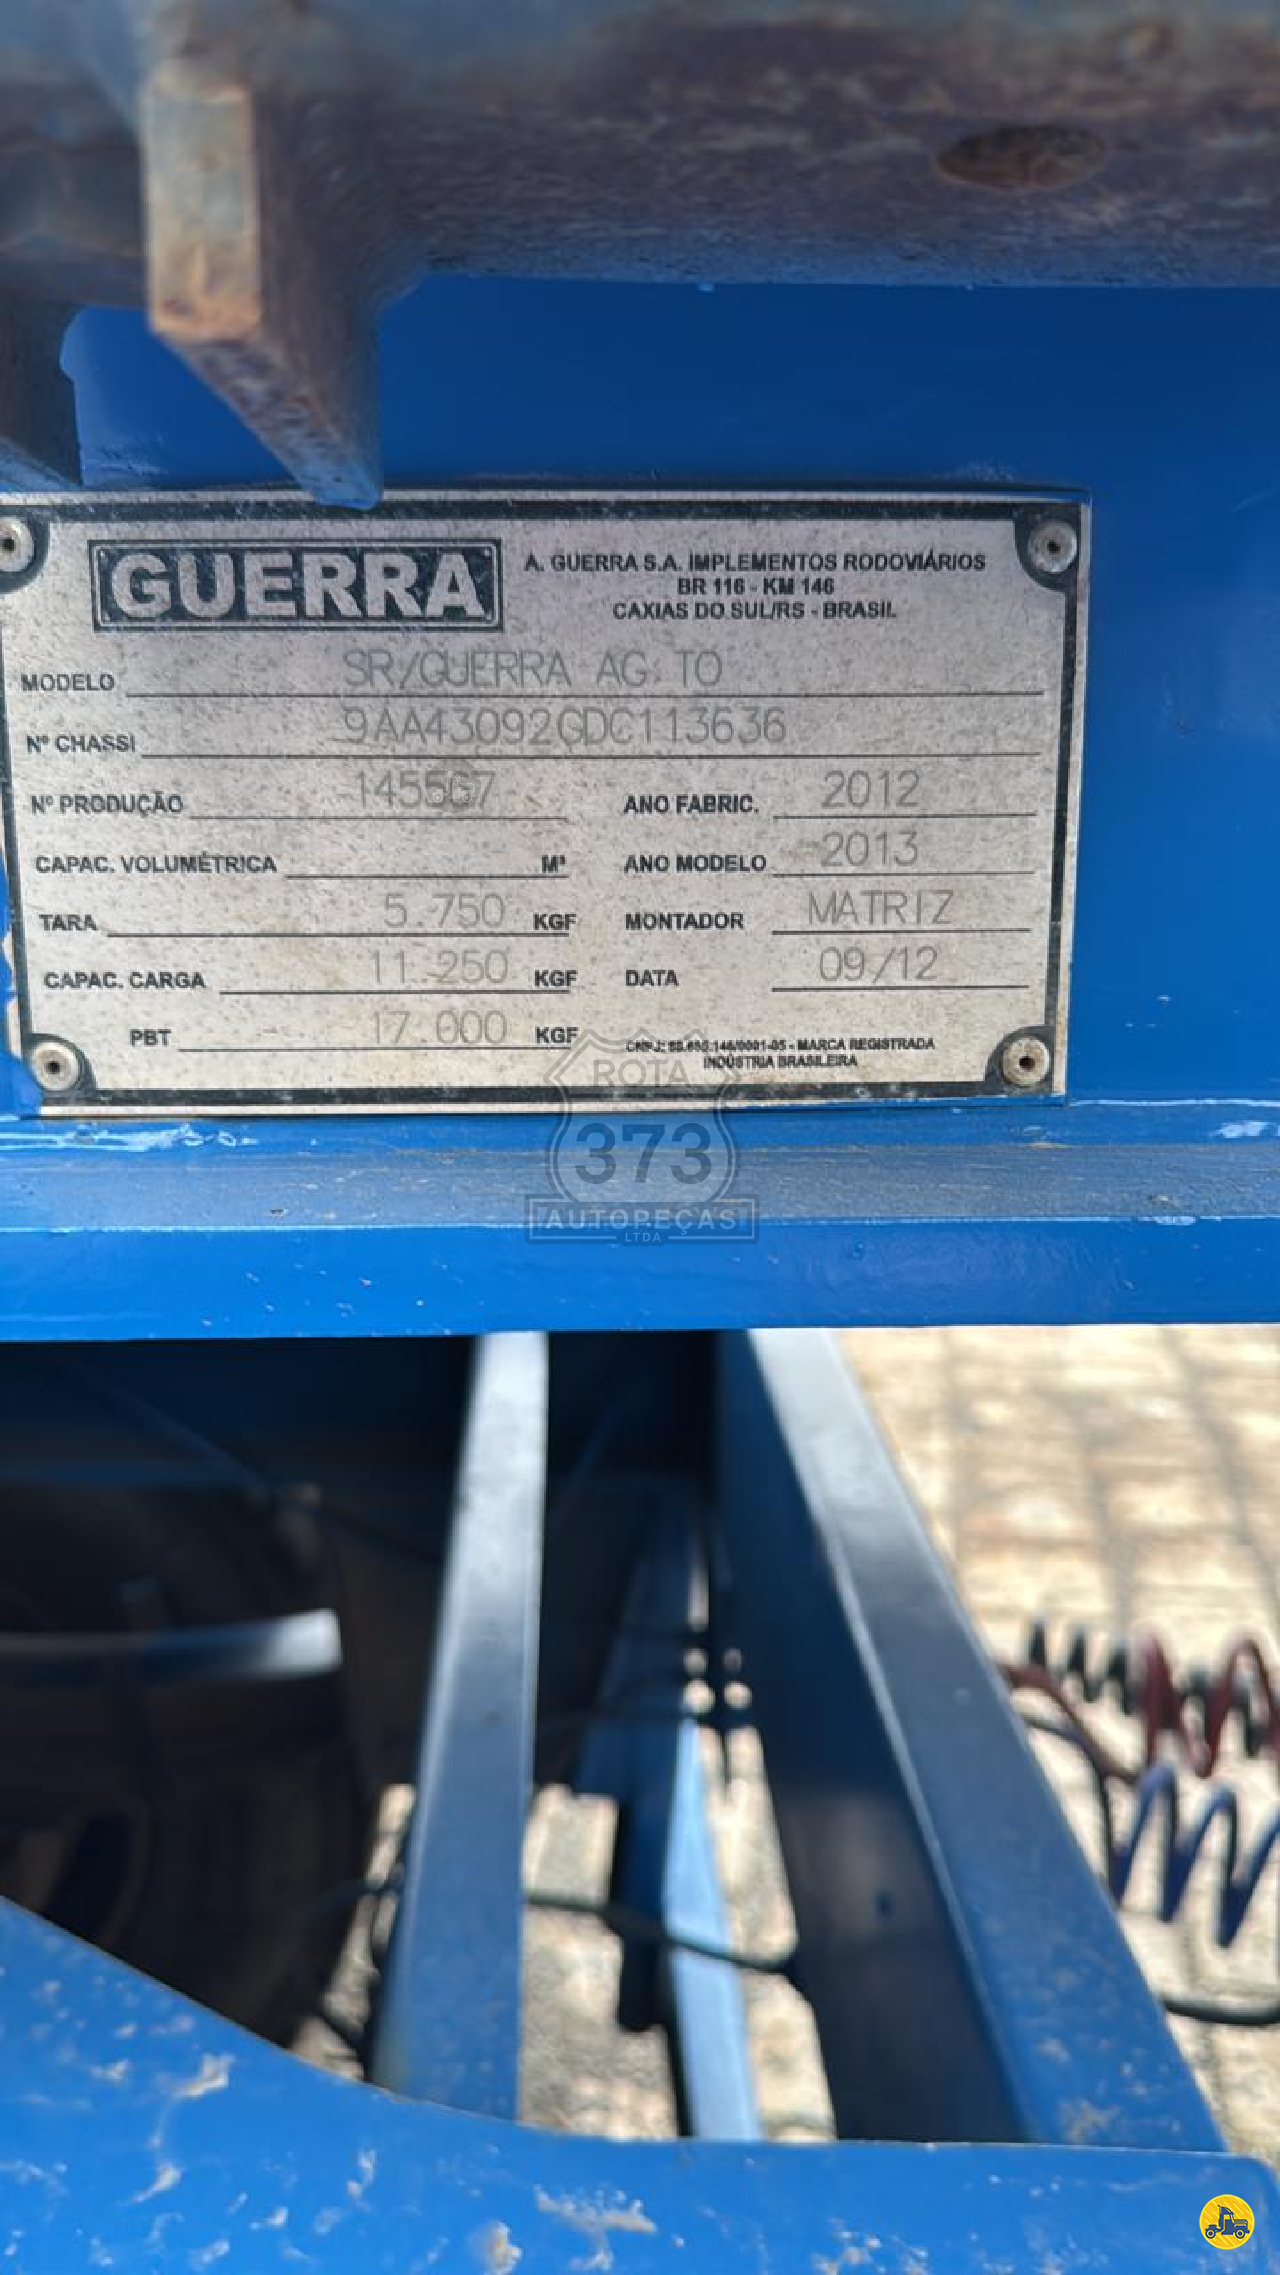 GUERRA
A. GUERRA S.A. IMPLEMENTOS RODOVIÁRIOS
BR 116 - KM 146
CAXIAS DO SUL/RS - BRASIL
MODELO SR/GUERRA AG TO
Nº CHASSI 9AA43092GDC113636
Nº PRODUÇÃO 145567 ANO FABRIC. 2012
CAPAC. VOLUMÉTRICA M³ ANO MODELO 2013
TARA 5.750 KGF MONTADOR MATRIZ
CAPAC. CARGA 11.250 KGF DATA 09/12
PBT 17.000 KGF
CNPJ: - MARCA REGISTRADA
INDÚSTRIA BRASILEIRA
ROTA
373
AUTOPEÇAS
LTDA